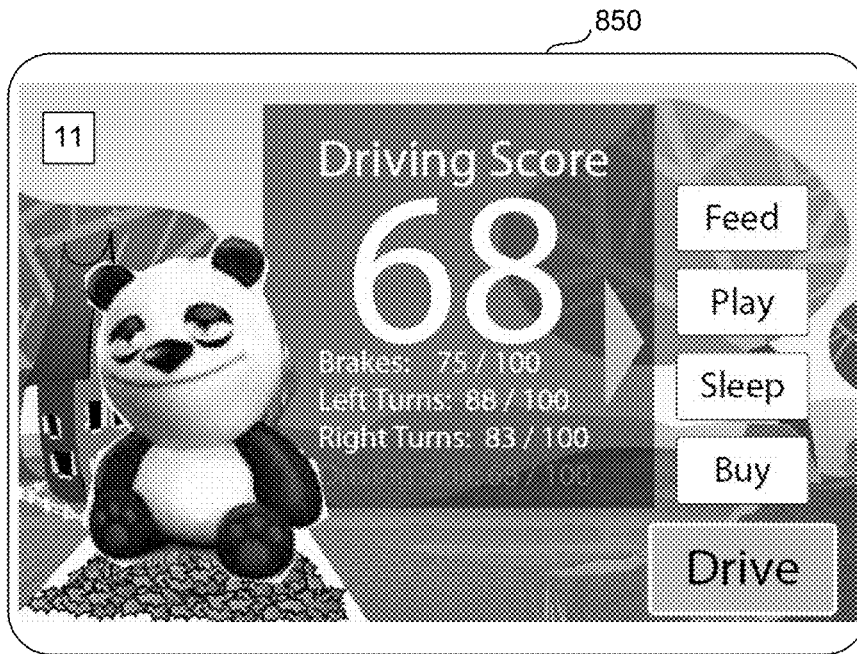 850
11
Driving Score
68
Brakes: 75 / 100
Left Turns: 88 / 100
Right Turns: 83 / 100
/ 100
Feed
Play
Sleep
Buy
Drive